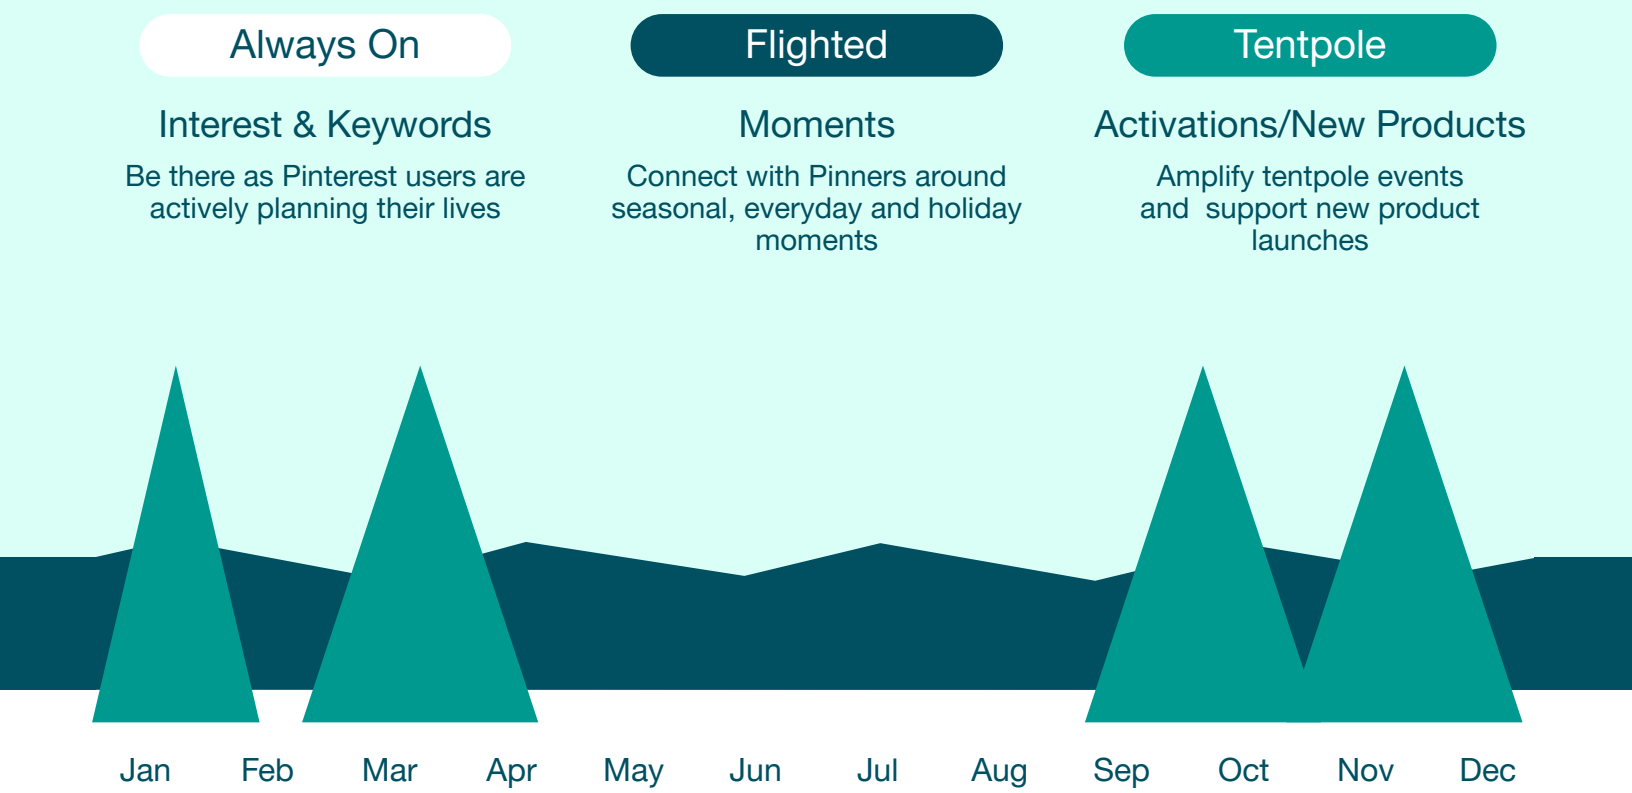 Always On
Interest & Keywords
Be there as Pinterest users are
actively planning their lives
Flighted
Moments
Connect with Pinners around
seasonal, everyday and holiday
moments
Tentpole
Activations/New Products
Amplify tentpole events
and  support new product
launches
Jan Feb Mar Apr May Jun Jul Aug Sep Oct Nov Dec